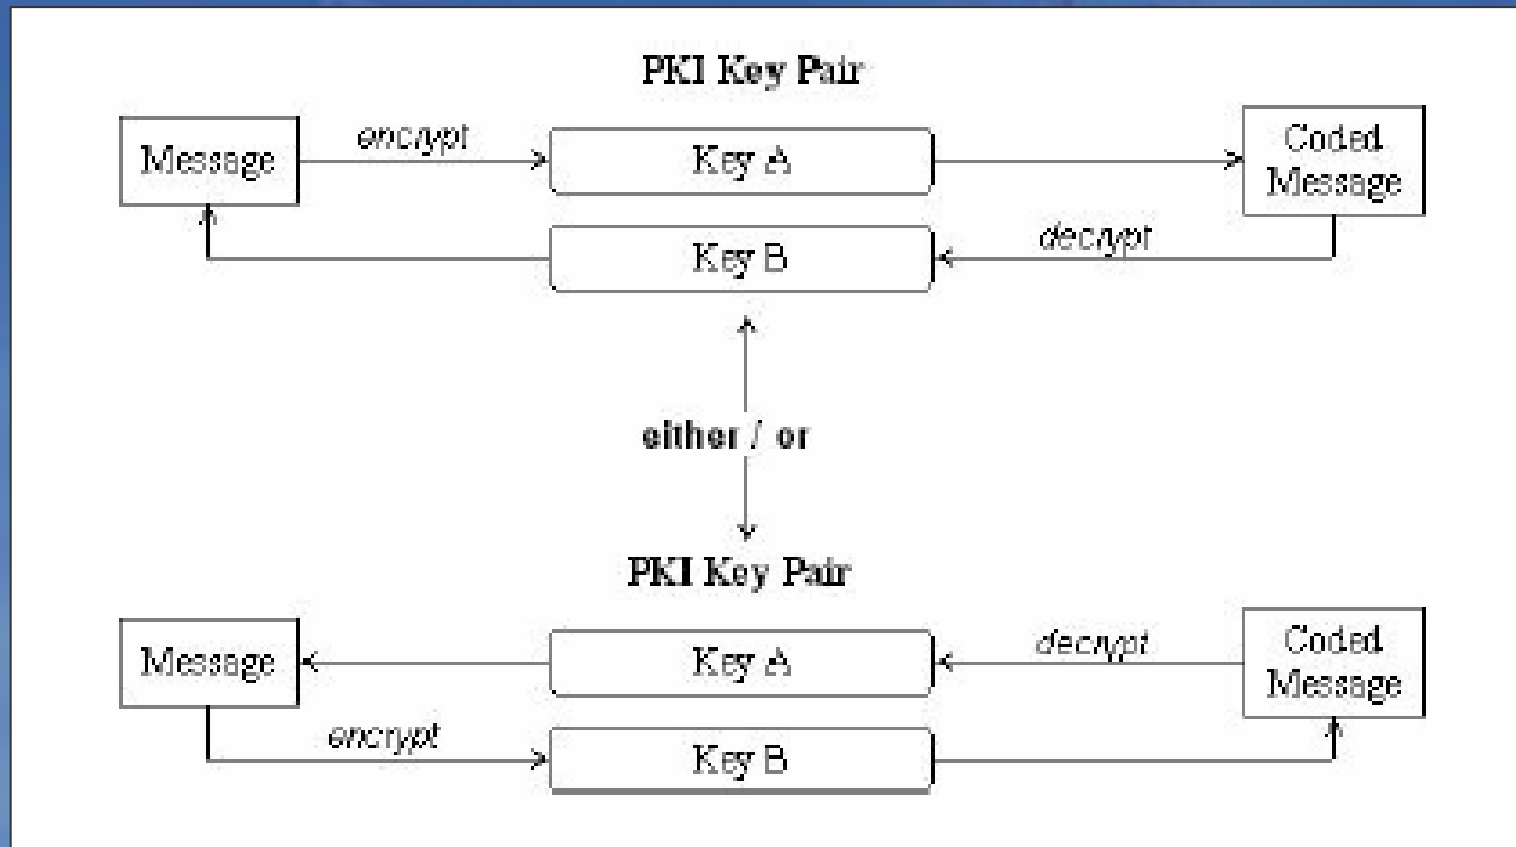 PKI Key Pair
Message
encrypt
Key A
Coded
Message
Key B
decrypt
either / or
PKI Key Pair
Message
Key A
decrypt
Coded
Message
encrypt
Key B